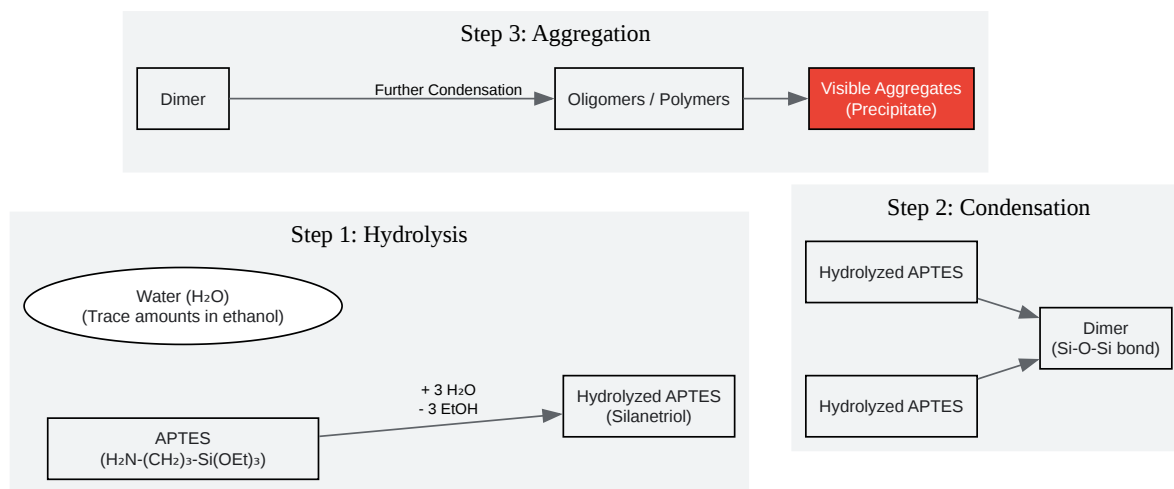 Step 3: Aggregation
Dimer
Further Condensation
Oligomers / Polymers
Visible Aggregates
(Precipitate)
Step 1: Hydrolysis
Water (H₂O)
(Trace amounts in ethanol)
APTES
(H₂N-(CH₂)₃-Si(OEt)₃)
+ 3 H₂O
- 3 EtOH
Hydrolyzed APTES
(Silanetriol)
Step 2: Condensation
Hydrolyzed APTES
Hydrolyzed APTES
Dimer
(Si-O-Si bond)